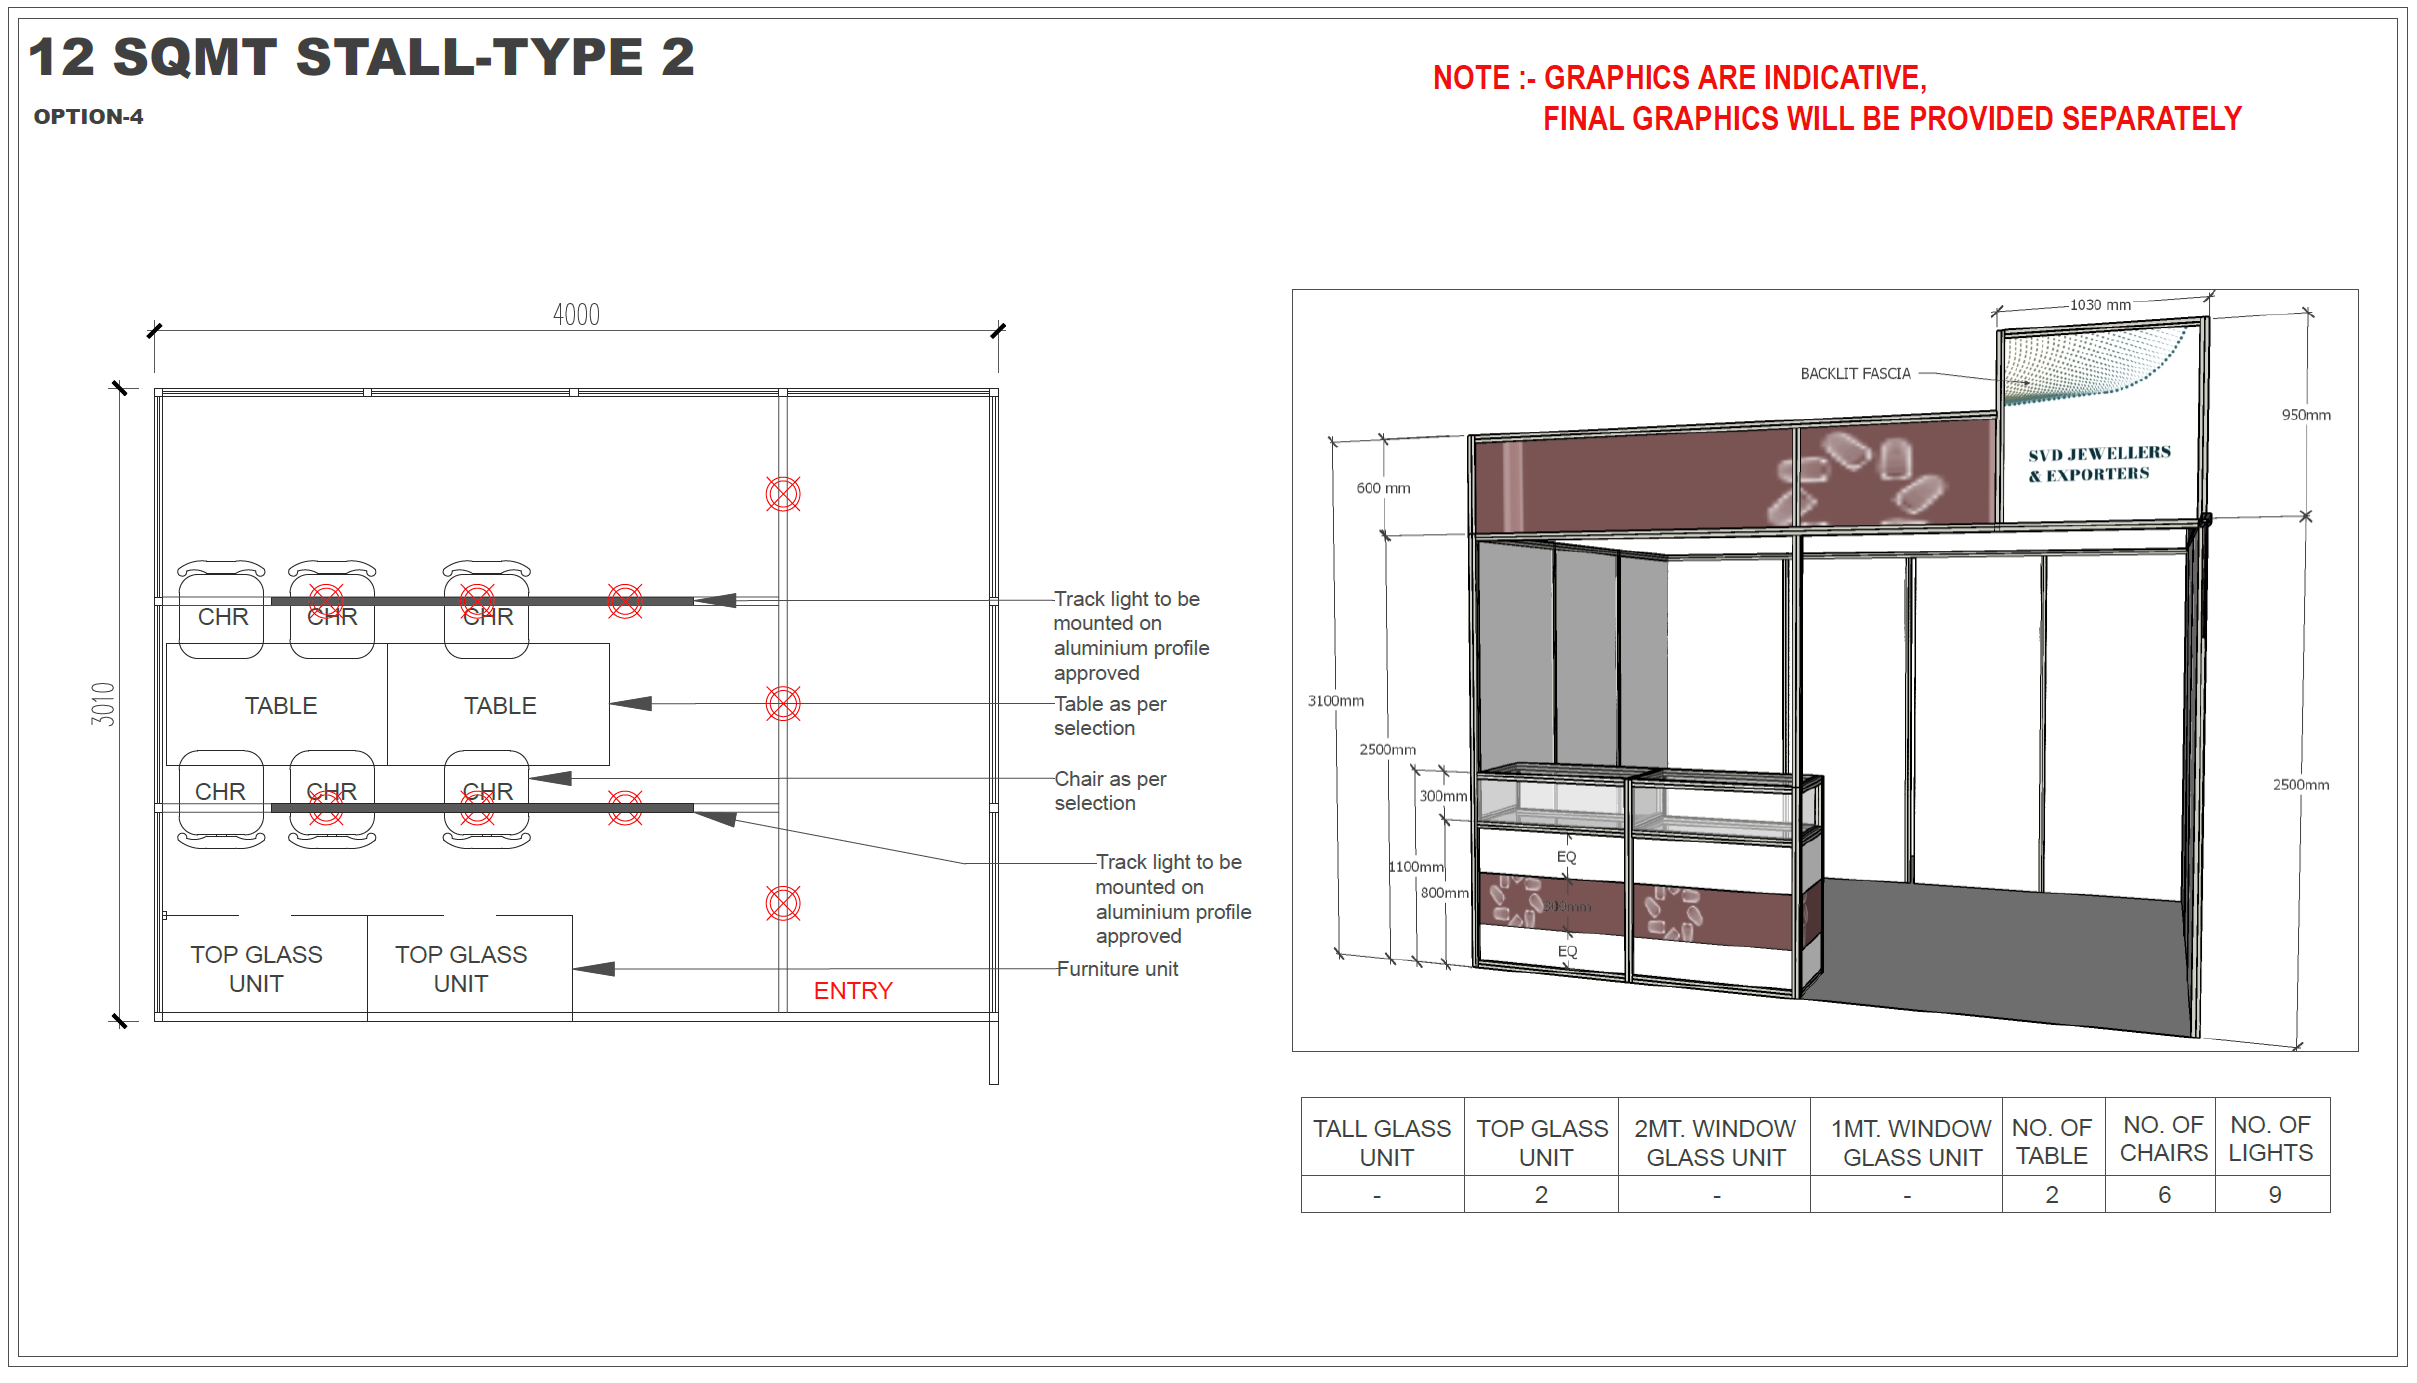 12 SQMT STALL-TYPE 2
OPTION-4
NOTE :- GRAPHICS ARE INDICATIVE,
FINAL GRAPHICS WILL BE PROVIDED SEPARATELY
4000
3010
CHR
CHR
CHR
TABLE
TABLE
CHR
CHR
CHR
TOP GLASS
UNIT
TOP GLASS
UNIT
ENTRY
Track light to be
mounted on
aluminium profile
approved
Table as per
selection
Chair as per
selection
Track light to be
mounted on
aluminium profile
approved
Furniture unit
1030 mm
BACKLIT FASCIA
950mm
SVD JEWELLERS
& EXPORTERS
600 mm
3100mm
2500mm
2500mm
300mm
1100mm
800mm
EQ
300mm
EQ
TALL GLASS
UNIT
TOP GLASS
UNIT
2MT. WINDOW
GLASS UNIT
1MT. WINDOW
GLASS UNIT
NO. OF
TABLE
NO. OF
CHAIRS
NO. OF
LIGHTS
- 2 - - 2 6 9